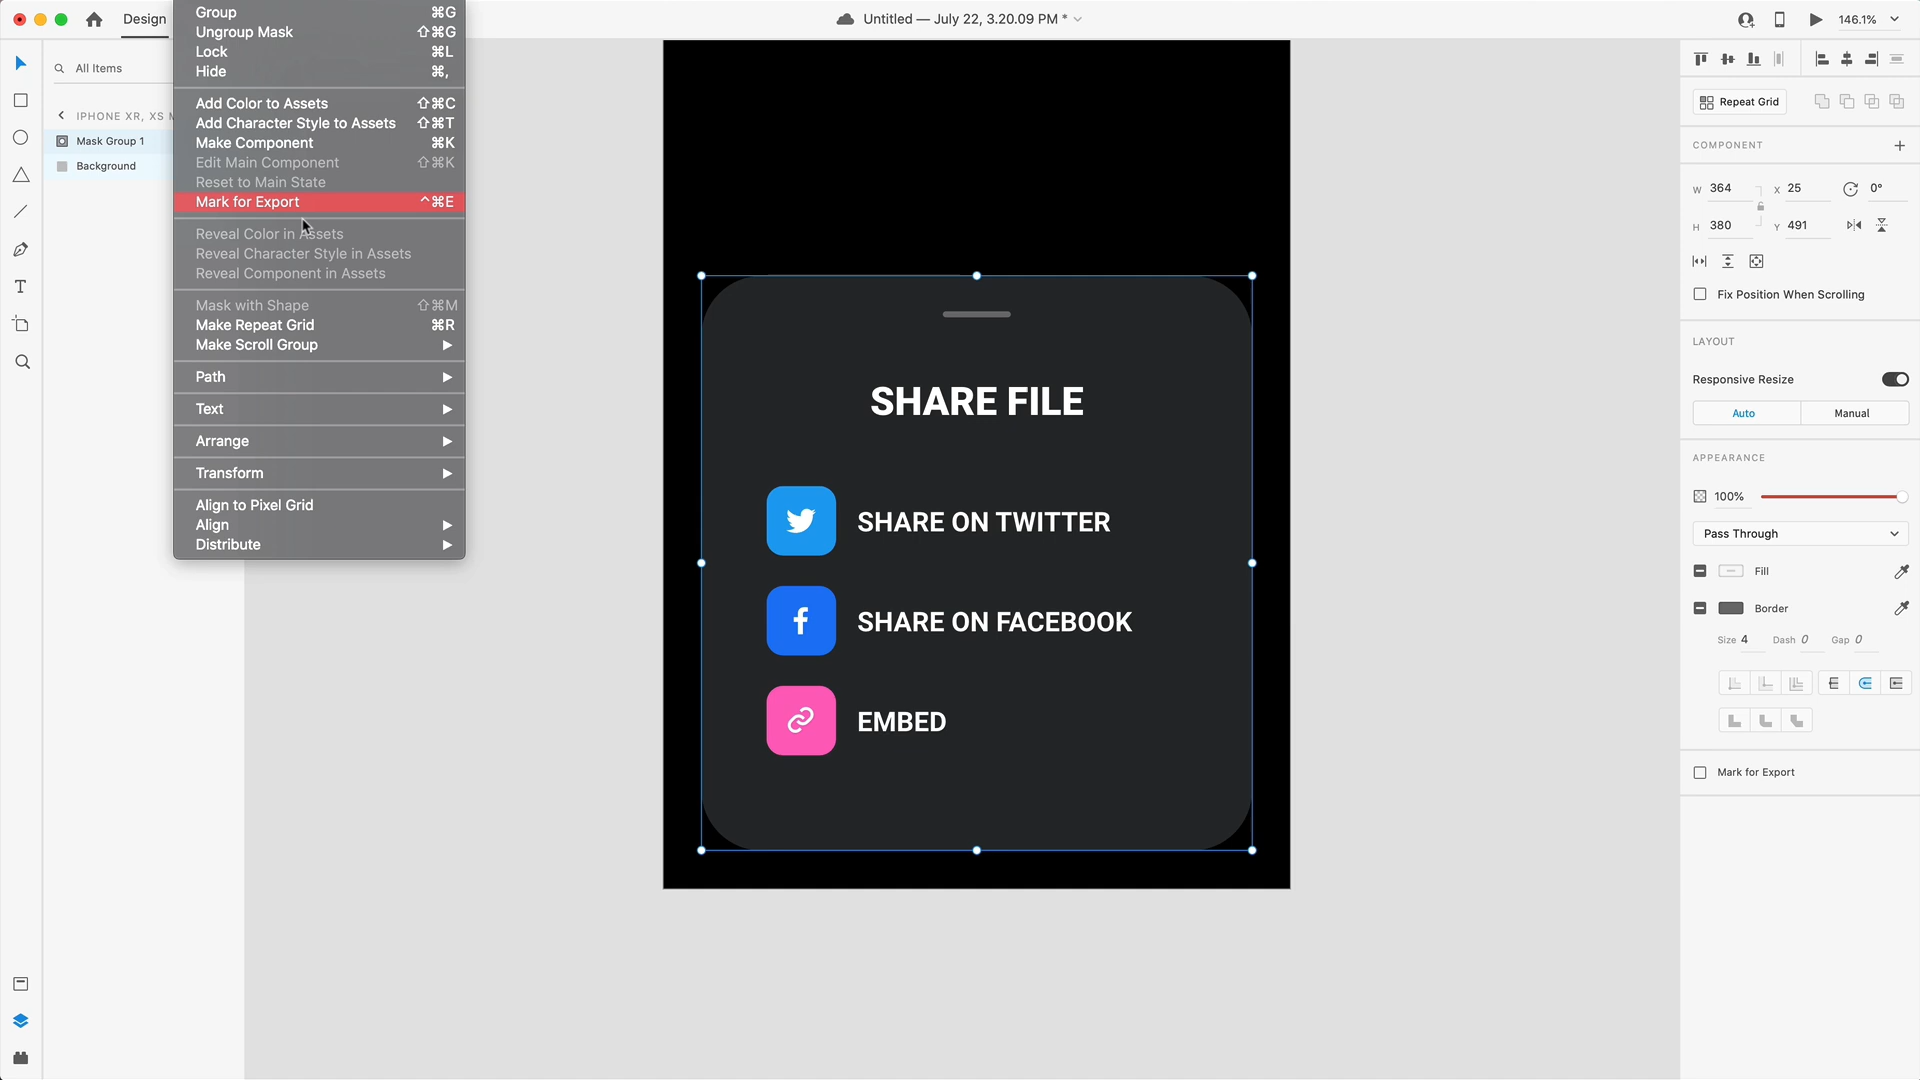 Design
Untitled — July 22, 3.20.09 PM *
146.1%
All Items
IPHONE XR, XS M
Mask Group 1
Background
Group ⌘G
Ungroup Mask ⇧⌘G
Lock ⌘L
Hide ⌘,
Add Color to Assets ⇧⌘C
Add Character Style to Assets ⇧⌘T
Make Component ⌘K
Edit Main Component ⇧⌘K
Reset to Main State
Mark for Export ^⌘E
Reveal Color in Assets
Reveal Character Style in Assets
Reveal Component in Assets
Mask with Shape ⇧⌘M
Make Repeat Grid ⌘R
Make Scroll Group
Path
Text
Arrange
Transform
Align to Pixel Grid
Align
Distribute
SHARE FILE
SHARE ON TWITTER
SHARE ON FACEBOOK
EMBED
Repeat Grid
COMPONENT
W 364 X 25 0°
H 380 Y 491
Fix Position When Scrolling
LAYOUT
Responsive Resize
Auto Manual
APPEARANCE
100%
Pass Through
Fill
Border
Size 4 Dash 0 Gap 0
Mark for Export